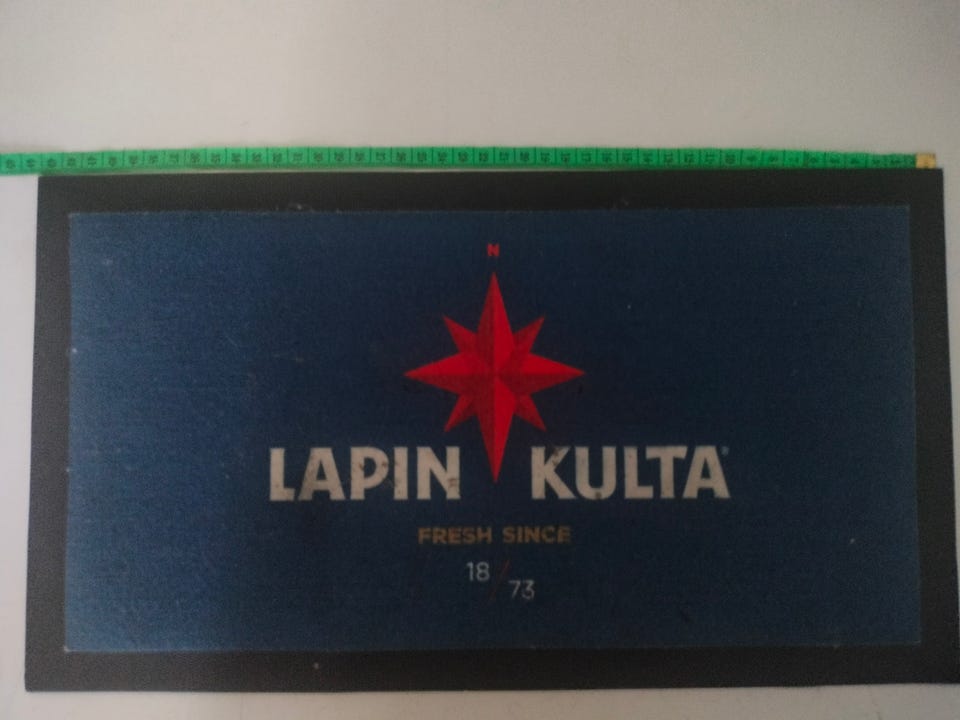 N
LAPIN KULTA®
FRESH SINCE
18/73